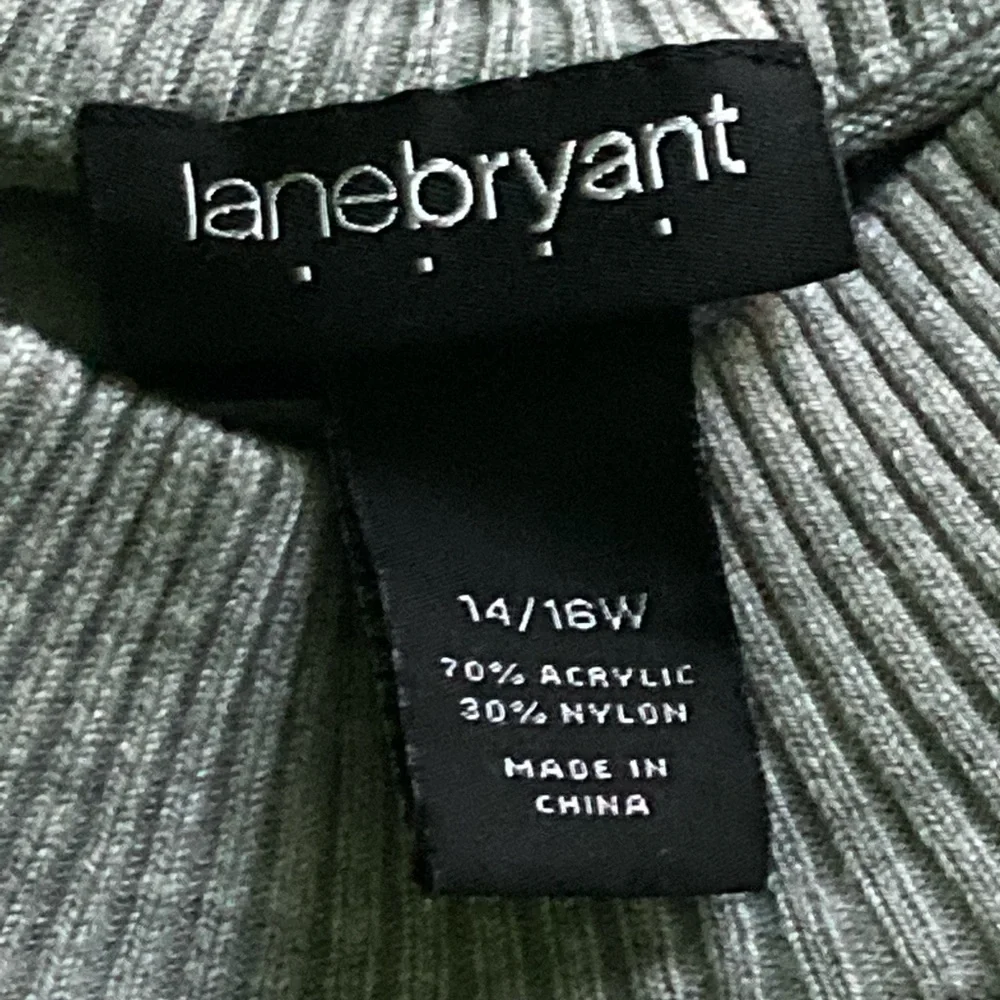 lanebryant
14/16W
70% ACRYLIC
30% NYLON
MADE IN
CHINA